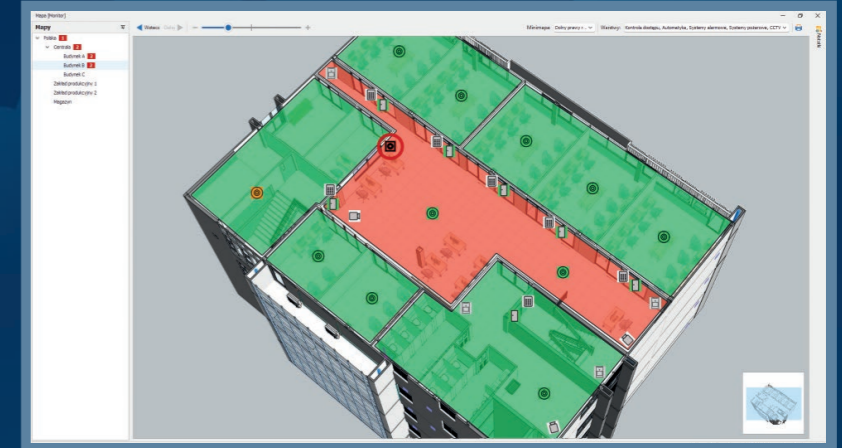 Mapa [Monitor]
Mapy
Wstecz
Minimapa:
Warstwy: Kontrola dostępu, Automatyka, Systemy alarmowe, Systemy pożarowe, CCTV
Polska
Centrala
Budynek A
Budynek B
Budynek C
Zakład produkcyjny 1
Zakład produkcyjny 2
Magazyn